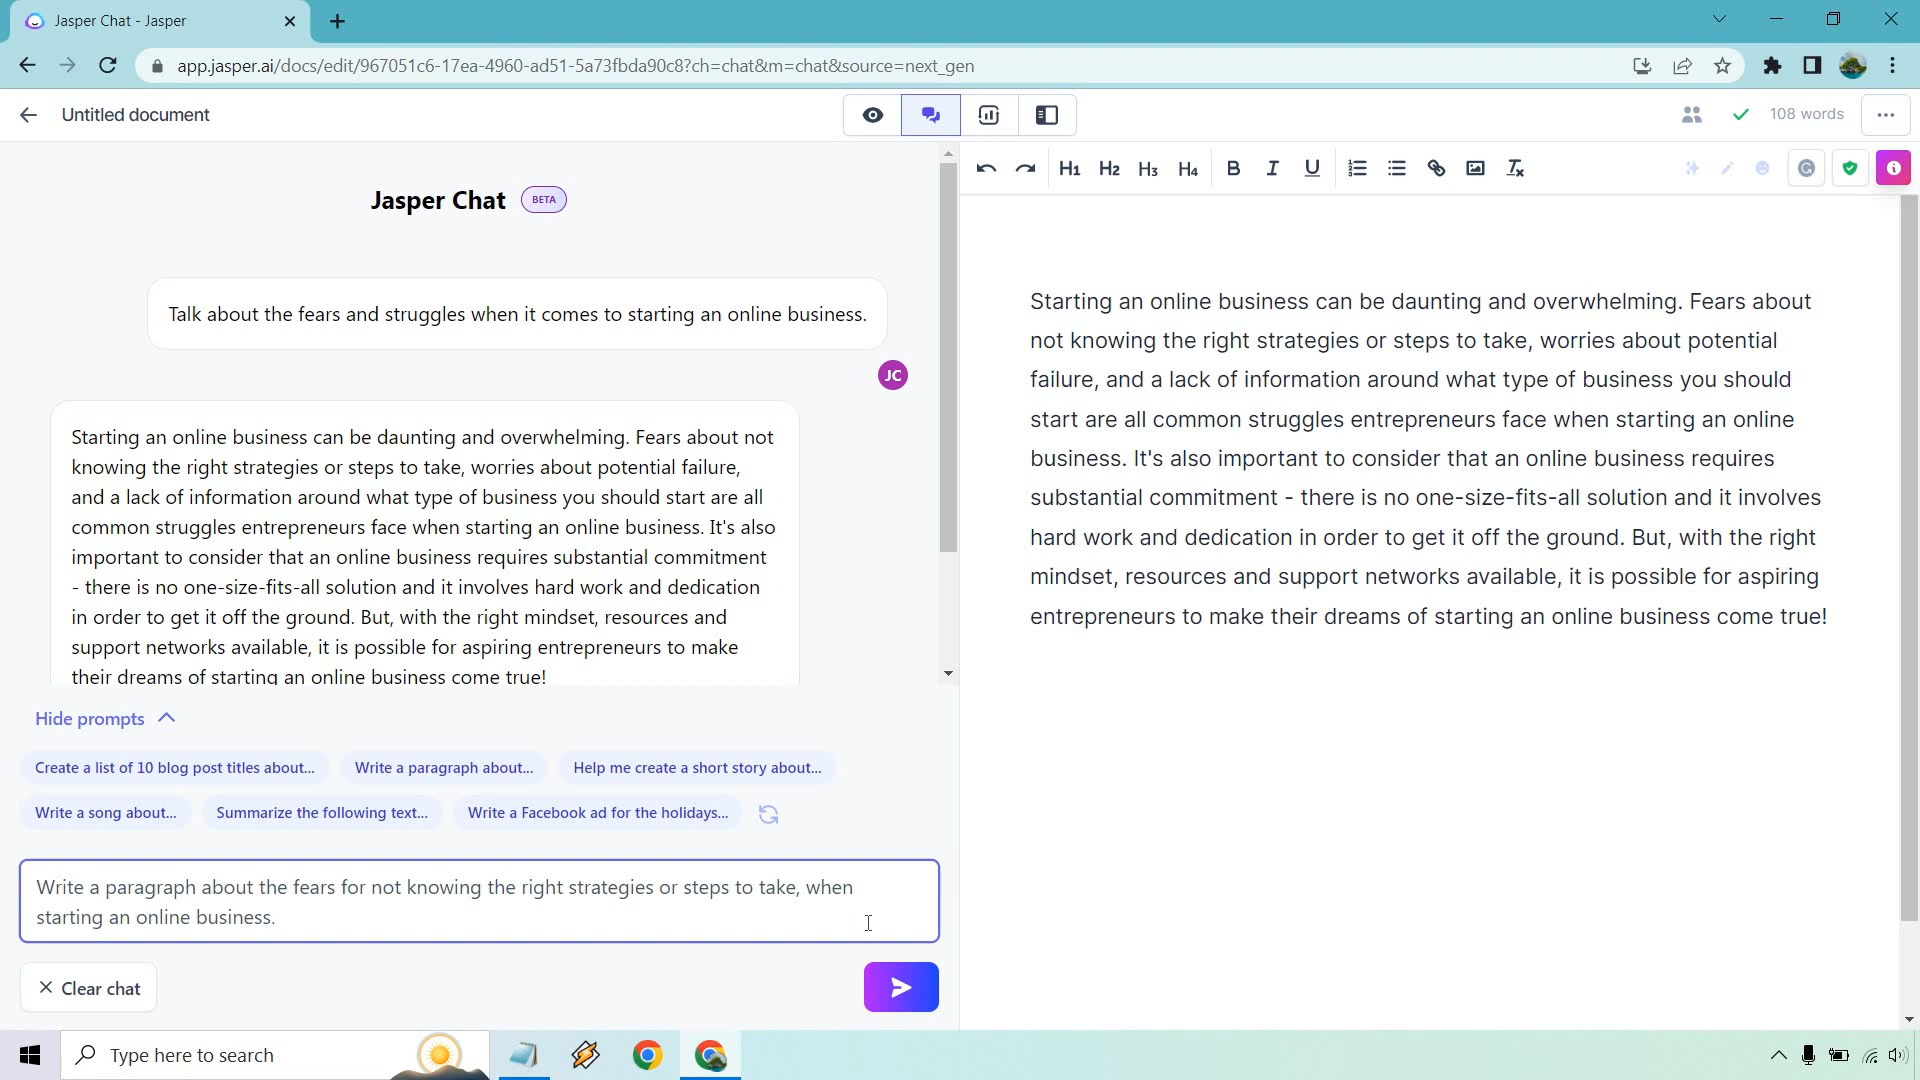 Jasper Chat - Jasper
app.jasper.ai/docs/edit/967051c6-17ea-4960-ad51-5a73fbda90c8?ch=chat&m=chat&source=next_gen
Untitled document
108 words
Jasper Chat BETA
Talk about the fears and struggles when it comes to starting an online business.
JC
Starting an online business can be daunting and overwhelming. Fears about not
knowing the right strategies or steps to take, worries about potential failure,
and a lack of information around what type of business you should start are all
common struggles entrepreneurs face when starting an online business. It's also
important to consider that an online business requires substantial commitment
- there is no one-size-fits-all solution and it involves hard work and dedication
in order to get it off the ground. But, with the right mindset, resources and
support networks available, it is possible for aspiring entrepreneurs to make
their dreams of starting an online business come true!
Hide prompts
Create a list of 10 blog post titles about... Write a paragraph about... Help me create a short story about...
Write a song about... Summarize the following text... Write a Facebook ad for the holidays...
Write a paragraph about the fears for not knowing the right strategies or steps to take, when
starting an online business.
Clear chat
H1 H2 H3 H4 B I U
Starting an online business can be daunting and overwhelming. Fears about
not knowing the right strategies or steps to take, worries about potential
failure, and a lack of information around what type of business you should
start are all common struggles entrepreneurs face when starting an online
business. It's also important to consider that an online business requires
substantial commitment - there is no one-size-fits-all solution and it involves
hard work and dedication in order to get it off the ground. But, with the right
mindset, resources and support networks available, it is possible for aspiring
entrepreneurs to make their dreams of starting an online business come true!
Type here to search